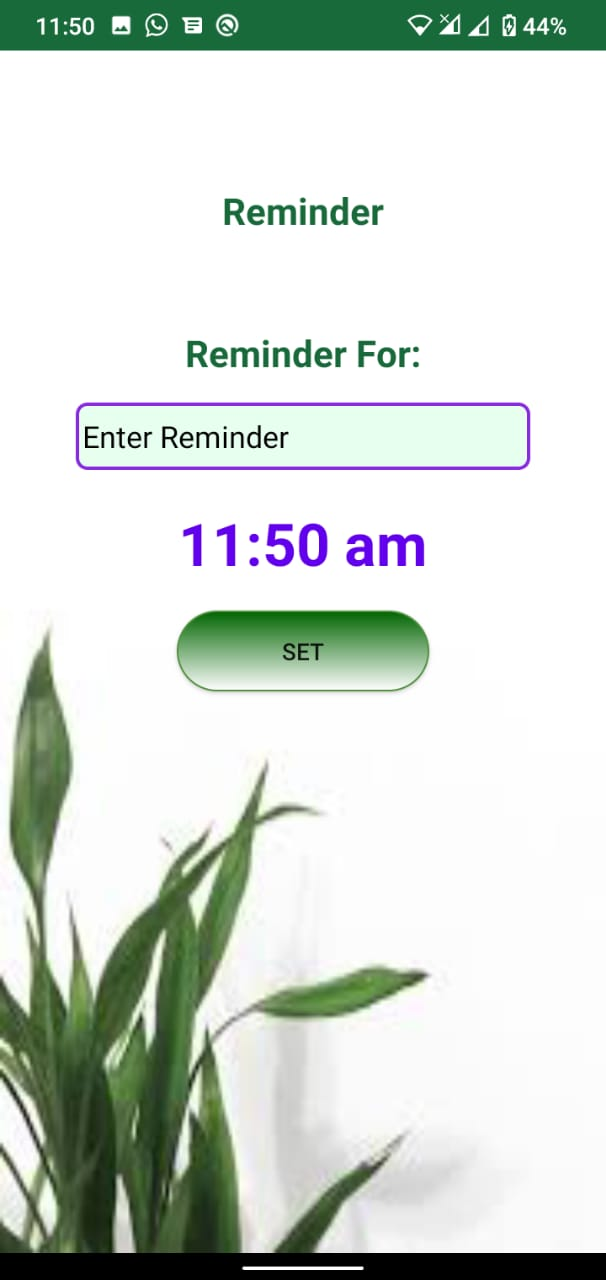 11:50 44%
Reminder
Reminder For:
Enter Reminder
11:50 am
SET